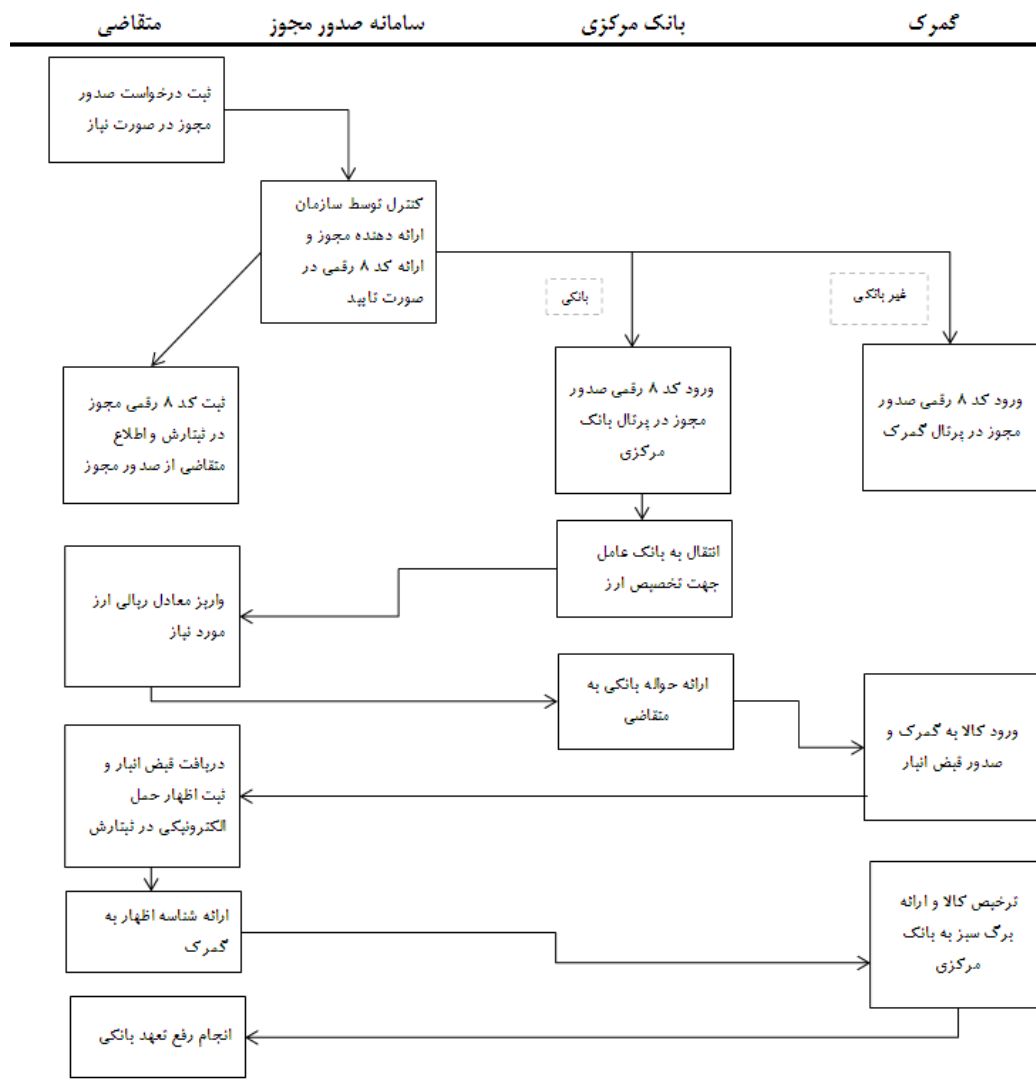 گمرک
بانک مرکزی
سامانه صدور مجوز
متقاضی
ثبت درخواست صدور
مجوز در صورت نیاز
کنترل توسط سازمان
ارائه دهنده مجوز و
ارائه کد ۸ رقمی در
صورت تایید
غیر بانکی
بانکی
ورود کد ۸ رقمی صدور
مجوز در پرتال گمرک
ورود کد ۸ رقمی صدور
مجوز در پرتال بانک
مرکزی
ثبت کد ۸ رقمی مجوز
در ثبتارش و اطلاع
متقاضی از صدور مجوز
انتقال به بانک عامل
جهت تخصیص ارز
واریز معادل ریالی ارز
مورد نیاز
ارائه حواله بانکی به
متقاضی
ورود کالا به گمرک و
صدور قبض انبار
دریافت قبض انبار و
ثبت اظهار حمل
الکترونیکی در ثبتارش
ارائه شناسه اظهار به
گمرک
ترخیص کالا و ارائه
برگ سبز به بانک
مرکزی
انجام رفع تعهد بانکی